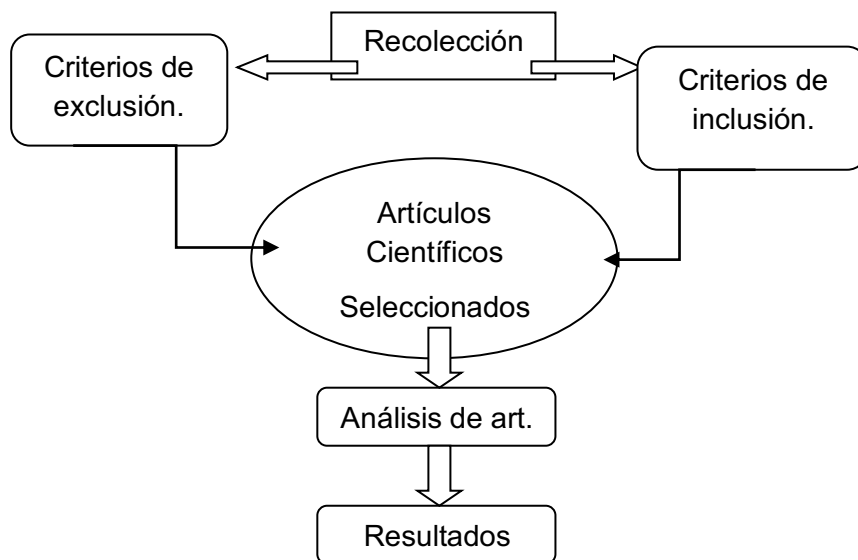 Recolección
Criterios de
exclusión.
Criterios de
inclusión.
Artículos
Científicos
Seleccionados
Análisis de art.
Resultados